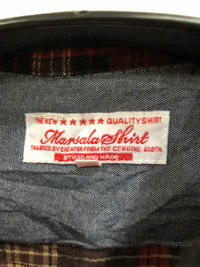 THE NEW ★★★★★ QUALITY SHIRT
Marsala Shirt
TAILORED BY CREATOR FROM THE GENUINE CLOTH
STYLED AND MADE